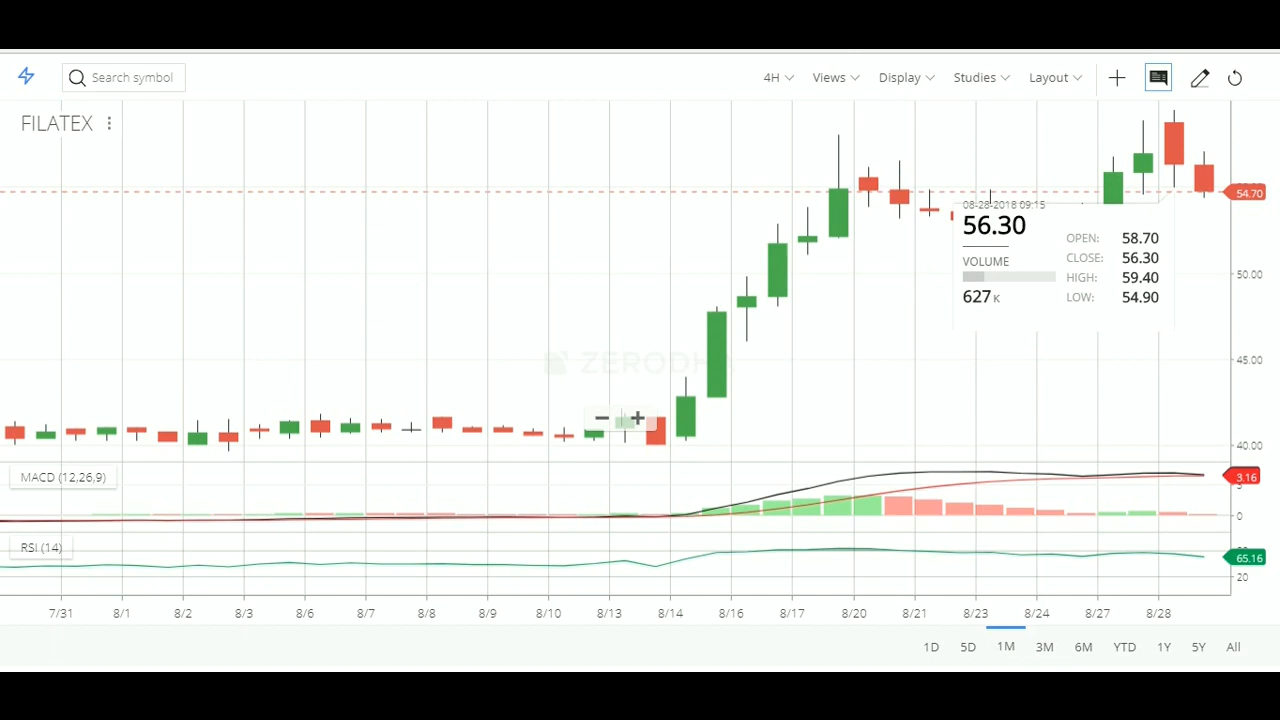 Search symbol
4H Views Display Studies Layout
FILATEX
54.70
08-28-2018 09:15
56.30
VOLUME
627 K
OPEN: 58.70
CLOSE: 56.30
HIGH: 59.40
LOW: 54.90
50.00
45.00
40.00
ZERODHA
MACD (12,26,9)
3.16
0
RSI (14)
65.16
20
7/31 8/1 8/2 8/3 8/6 8/7 8/8 8/9 8/10 8/13 8/14 8/16 8/17 8/20 8/21 8/23 8/24 8/27 8/28
1D 5D 1M 3M 6M YTD 1Y 5Y All